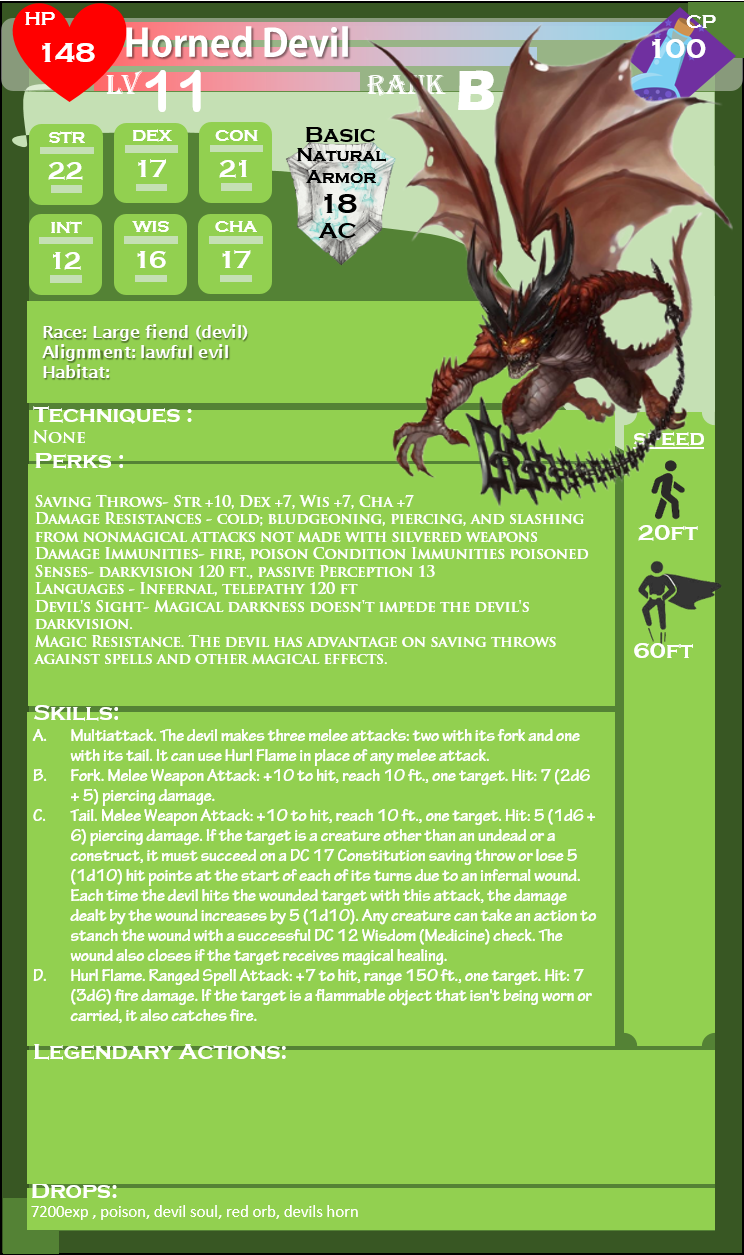 HP
148
Horned Devil
CP
100
LV 11
RANK B
STR
22
DEX
17
CON
21
INT
12
WIS
16
CHA
17
Basic
Natural
Armor
18
AC
Race: Large fiend (devil)
Alignment: lawful evil
Habitat:
Techniques :
None
Perks :
Saving Throws- Str +10, Dex +7, Wis +7, Cha +7
Damage Resistances - cold; bludgeoning, piercing, and slashing
from nonmagical attacks not made with silvered weapons
Damage Immunities- fire, poison Condition Immunities poisoned
Senses- darkvision 120 ft., passive Perception 13
Languages - Infernal, telepathy 120 ft
Devil's Sight- Magical darkness doesn't impede the devil's
darkvision.
Magic Resistance. The devil has advantage on saving throws
against spells and other magical effects.
Speed
20ft
60ft
Skills:
A. Multiattack. The devil makes three melee attacks: two with its fork and one
with its tail. It can use Hurl Flame in place of any melee attack.
B. Fork. Melee Weapon Attack: +10 to hit, reach 10 ft., one target. Hit: 7 (2d6
+ 5) piercing damage.
C. Tail. Melee Weapon Attack: +10 to hit, reach 10 ft., one target. Hit: 5 (1d6 +
6) piercing damage. If the target is a creature other than an undead or a
construct, it must succeed on a DC 17 Constitution saving throw or lose 5
(1d10) hit points at the start of each of its turns due to an infernal wound.
Each time the devil hits the wounded target with this attack, the damage
dealt by the wound increases by 5 (1d10). Any creature can take an action to
stanch the wound with a successful DC 12 Wisdom (Medicine) check. The
wound also closes if the target receives magical healing.
D. Hurl Flame. Ranged Spell Attack: +7 to hit, range 150 ft., one target. Hit: 7
(3d6) fire damage. If the target is a flammable object that isn't being worn or
carried, it also catches fire.
Legendary Actions:
Drops:
7200exp , poison, devil soul, red orb, devils horn